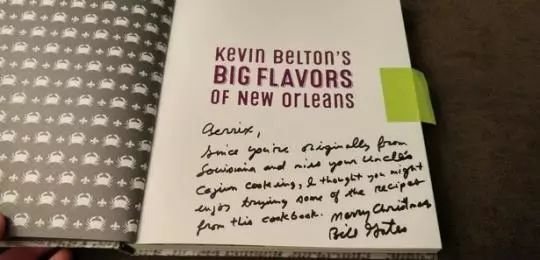 Kevin Belton's
BIG FLAVORS
OF New Orleans
Gerrix,
Since you're originally from
Louisiana and miss your Uncle's
Cajun cooking, I thought you might
enjoy trying some of the recipes
from this cookbook. Merry Christmas
Bill Gates